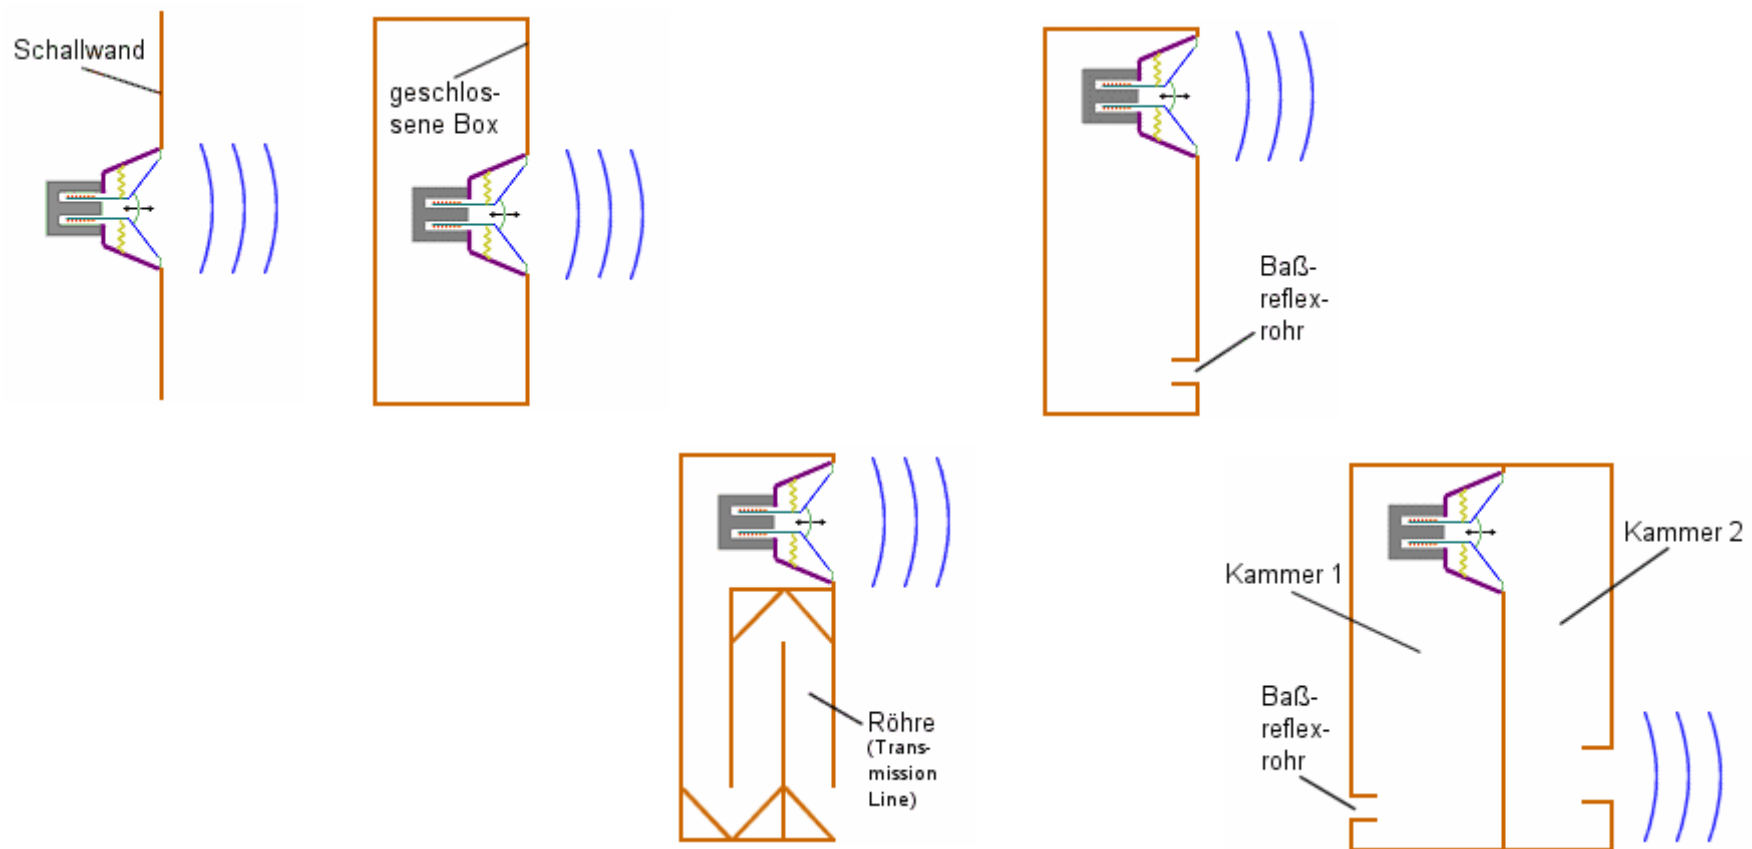 Schallwand
geschlos-
sene Box
Baß-
reflex-
rohr
Röhre
(Trans-
mission
Line)
Kammer 1
Kammer 2
Baß-
reflex-
rohr